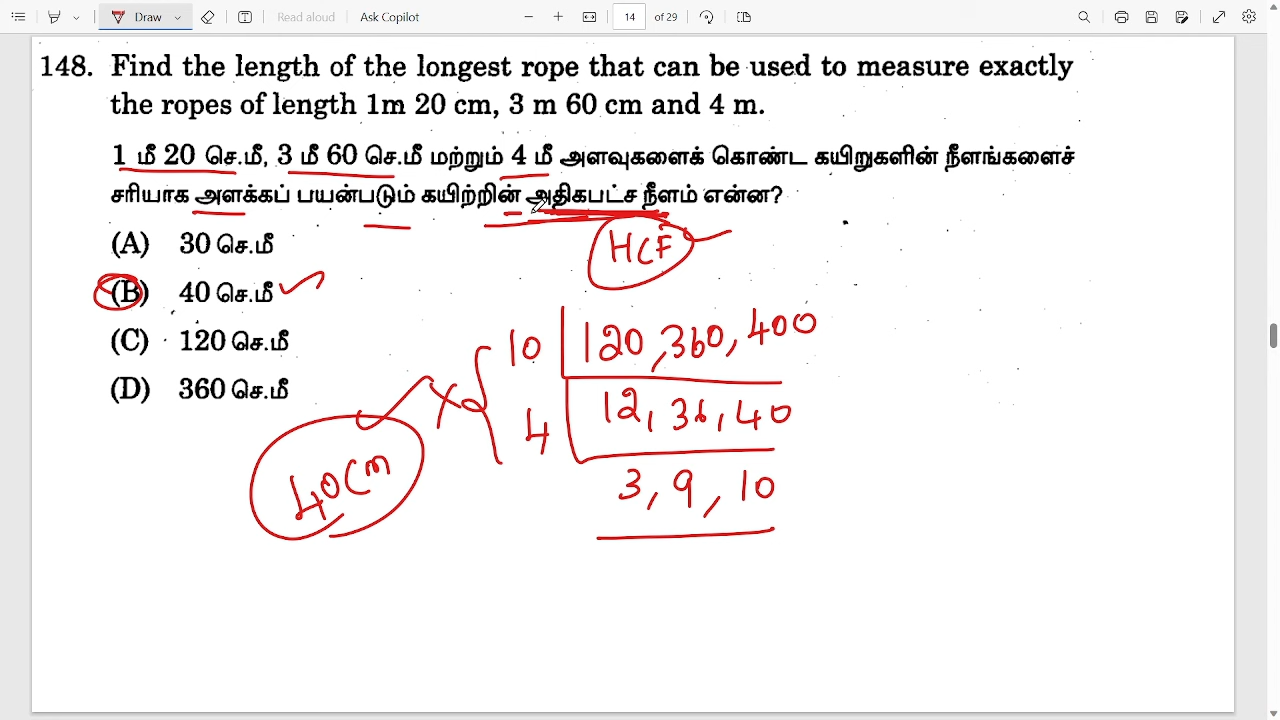 Draw
Read aloud
Ask Copilot
14 of 29
148. Find the length of the longest rope that can be used to measure exactly
the ropes of length 1m 20 cm, 3 m 60 cm and 4 m.
1 மீ 20 செ.மீ, 3 மீ 60 செ.மீ மற்றும் 4 மீ அளவுகளைக் கொண்ட கயிறுகளின் நீளங்களைச்
சரியாக அளக்கப் பயன்படும் கயிற்றின் அதிகபட்ச நீளம் என்ன?
(A) 30 செ.மீ
HCF
(B) 40 செ.மீ
(C) 120 செ.மீ
(D) 360 செ.மீ
10 120, 360, 400
4 12, 36, 40
3, 9, 10
× 40cm